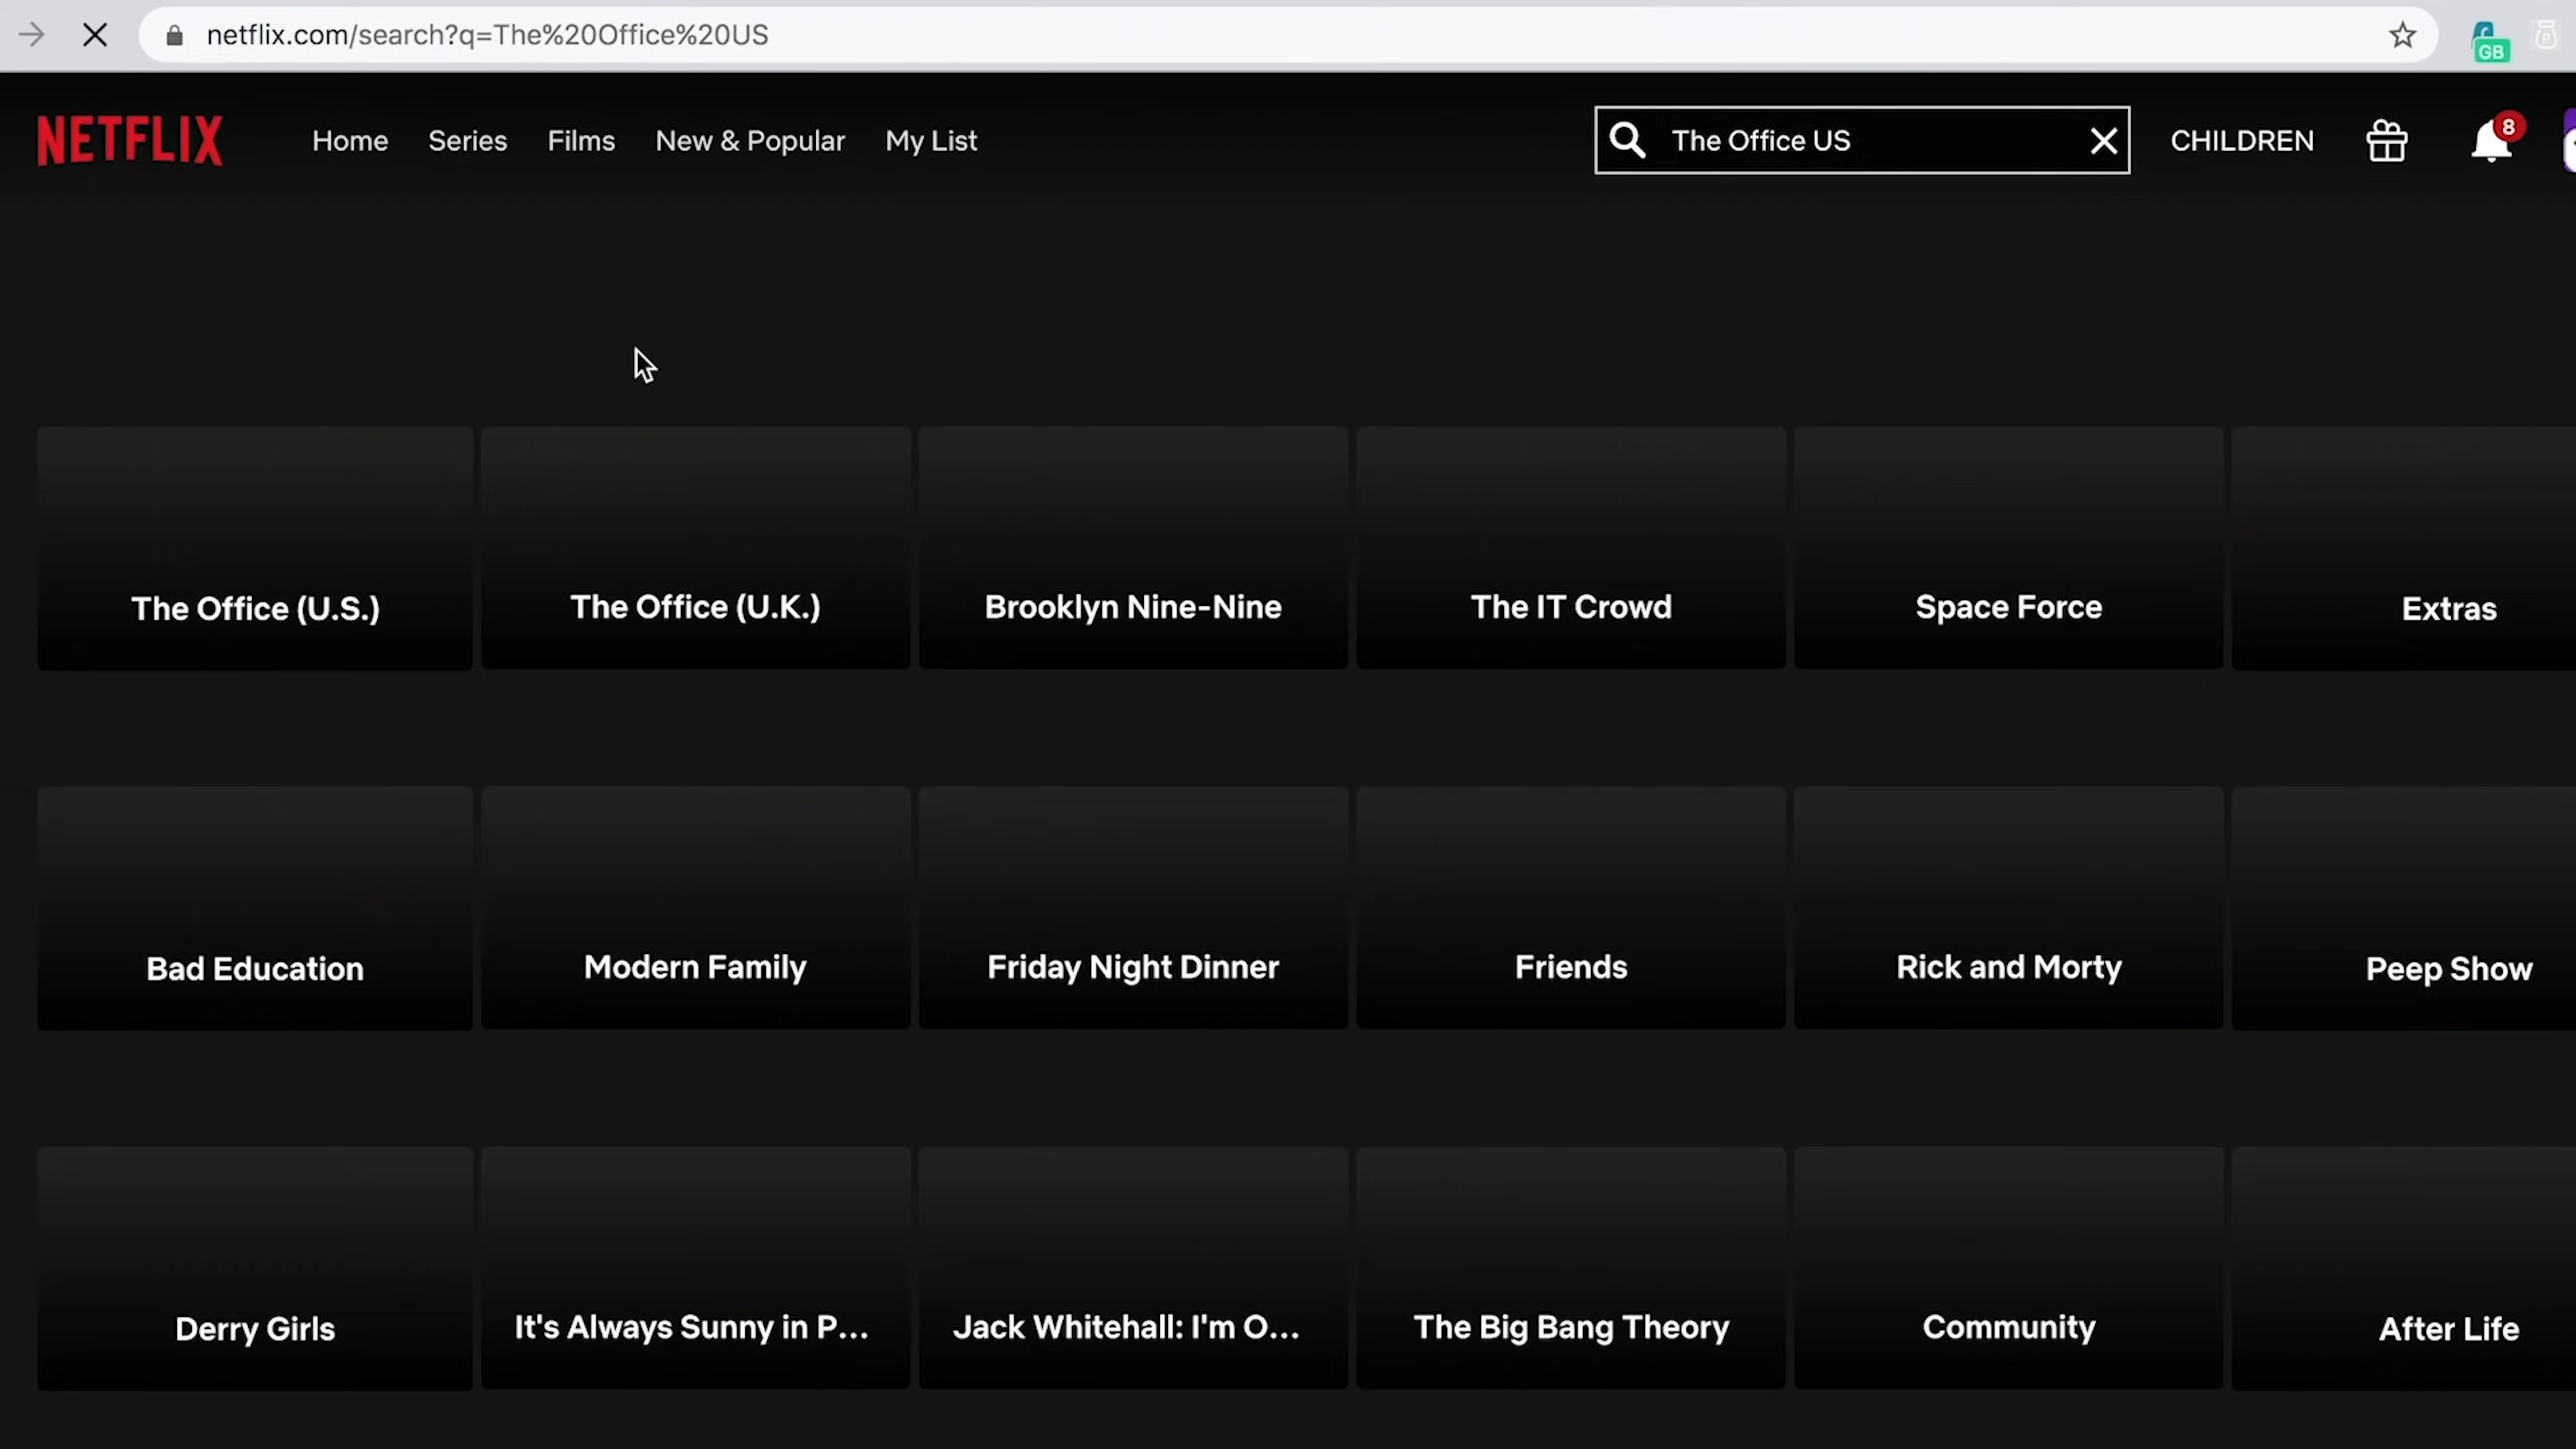 netflix.com/search?q=The%20Office%20US
GB
NETFLIX Home Series Films New & Popular My List The Office US CHILDREN 8
The Office (U.S.) The Office (U.K.) Brooklyn Nine-Nine The IT Crowd Space Force Extras
Bad Education Modern Family Friday Night Dinner Friends Rick and Morty Peep Show
Derry Girls It's Always Sunny in P... Jack Whitehall: I'm O... The Big Bang Theory Community After Life